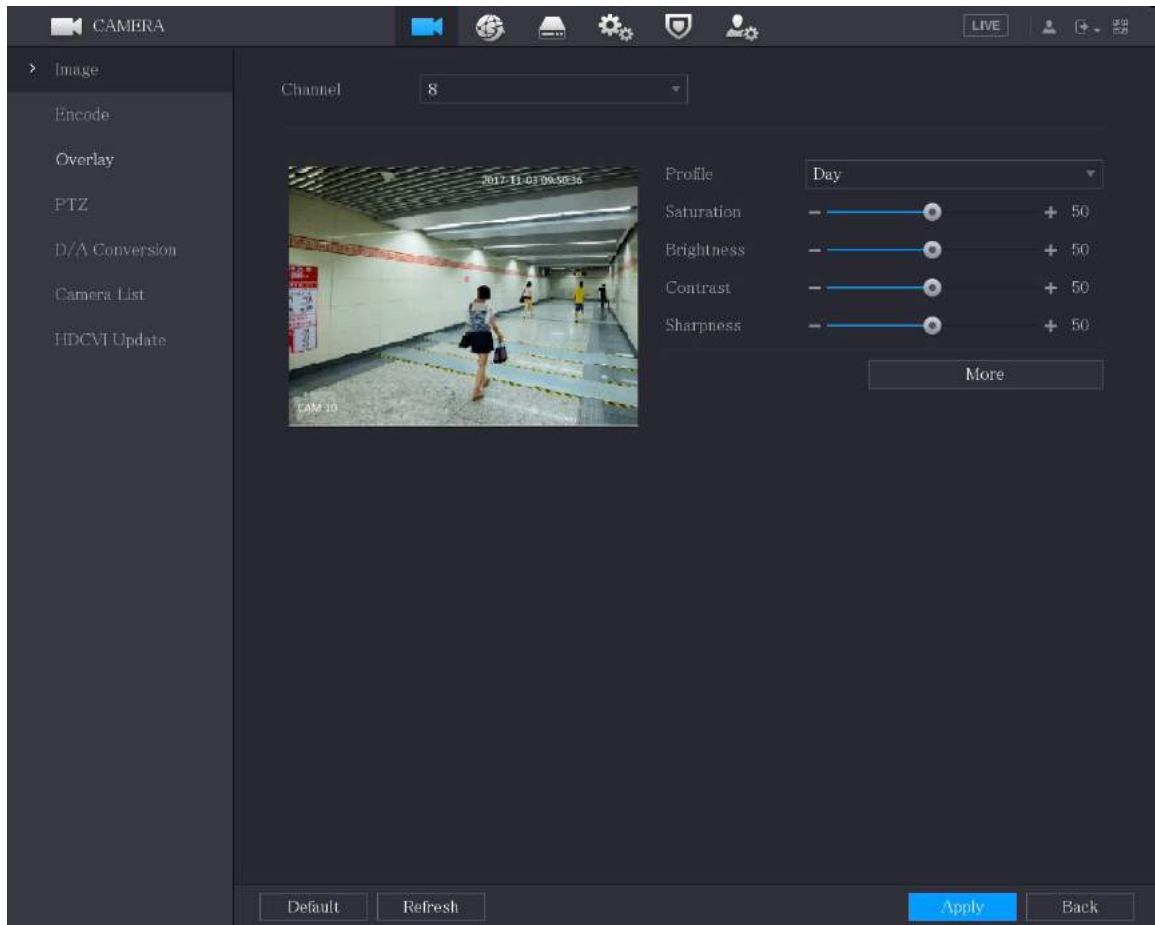 CAMERA
LIVE
Image
Encode
Overlay
PTZ
D/A Conversion
Camera List
HDCVI Update
Channel 8
2017-11-03 09:50:36
CAM 10
Profile Day
Saturation 50
Brightness 50
Contrast 50
Sharpness 50
More
Default Refresh Apply Back